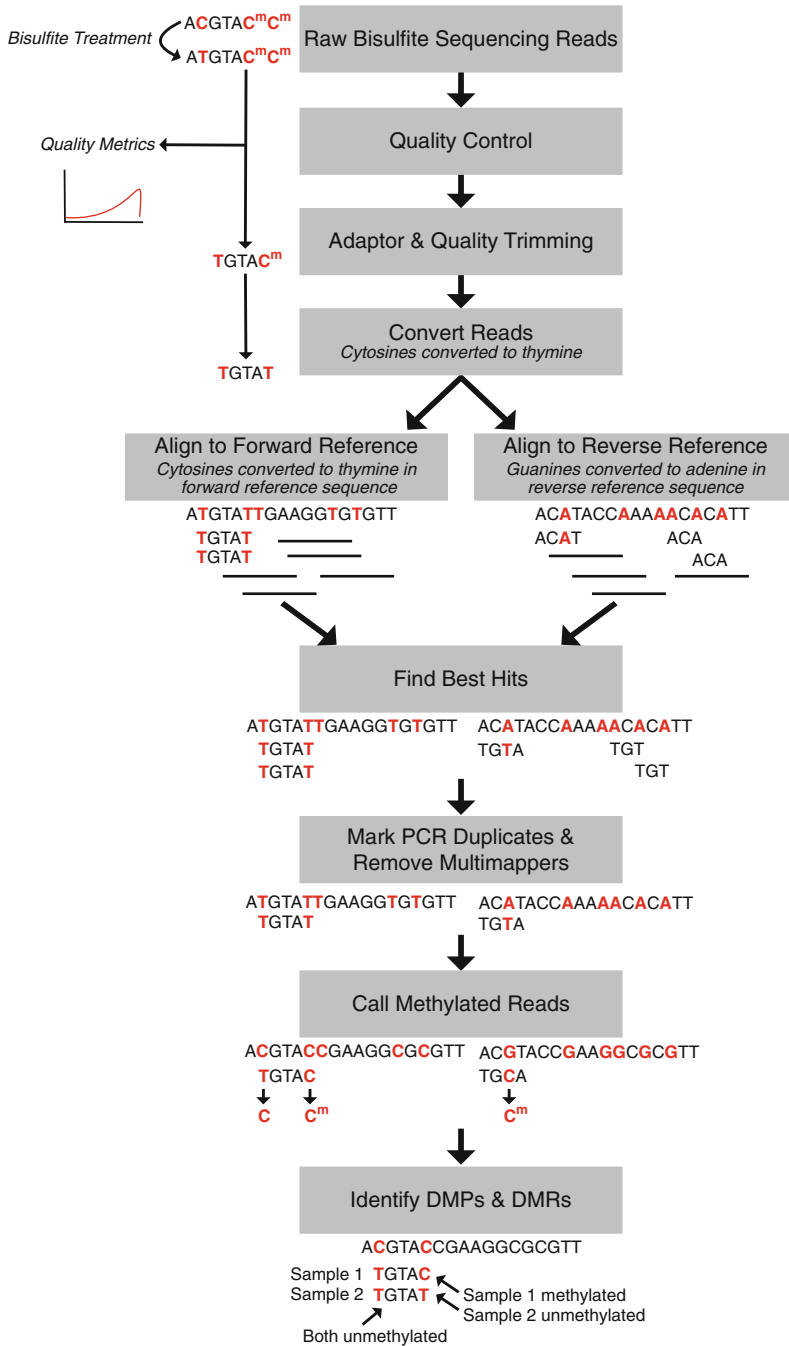 Bisulfite Treatment
ACGTACᵐCᵐ
ATGTACᵐCᵐ
Raw Bisulfite Sequencing Reads
Quality Metrics
Quality Control
Adaptor & Quality Trimming
TGTACᵐ
Convert Reads
Cytosines converted to thymine
TGTAT
Align to Forward Reference
Cytosines converted to thymine in
forward reference sequence
ATGTATTGAAGGTGTGTT
TGTAT
TGTAT
Align to Reverse Reference
Guanines converted to adenine in
reverse reference sequence
ACATACCAAAAACACATT
ACAT
ACA
ACA
Find Best Hits
ATGTATTGAAGGTGTGTT
TGTAT
TGTAT
ACATACCAAAAACACATT
TGTA
TGT
TGT
Mark PCR Duplicates &
Remove Multimappers
ATGTATTGAAGGTGTGTT
TGTAT
ACATACCAAAAACACATT
TGTA
Call Methylated Reads
ACGTACCGAAGGCGCGTT
TGTAC
C Cᵐ
ACGTACCGAAGGCGCGTT
TGCA
Cᵐ
Identify DMPs & DMRs
ACGTACCGAAGGCGCGTT
Sample 1 TGTAC
Sample 2 TGTAT
Sample 1 methylated
Sample 2 unmethylated
Both unmethylated